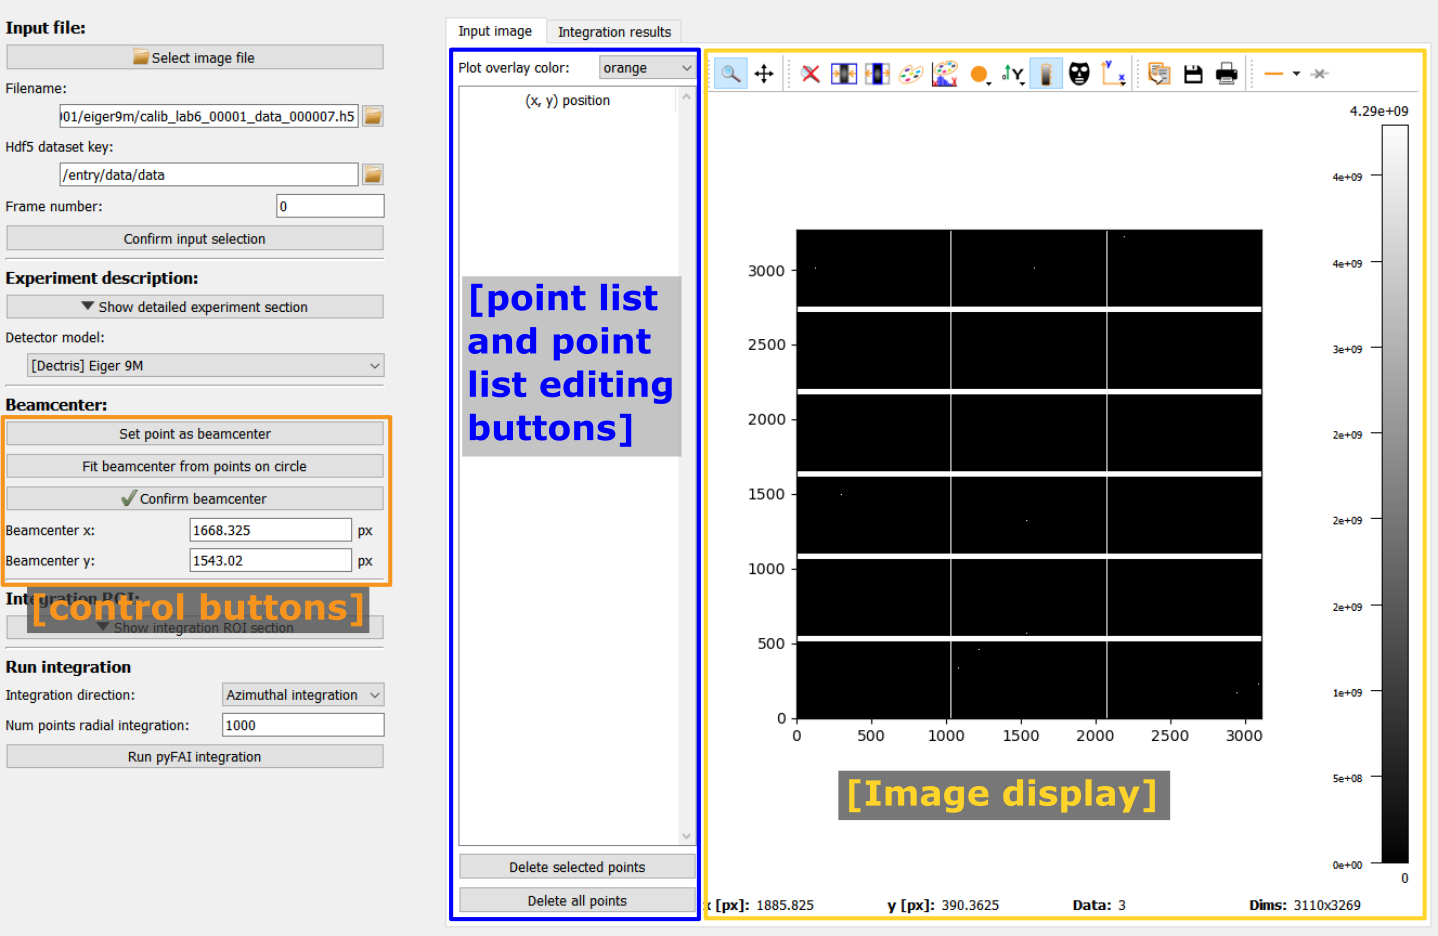 Input file:
Select image file
Filename:
001/eiger9m/calib_lab6_00001_data_000007.h5
Hdf5 dataset key:
/entry/data/data
Frame number: 0
Confirm input selection
Experiment description:
Show detailed experiment section
Detector model:
[Dectris] Eiger 9M
Beamcenter:
Set point as beamcenter
Fit beamcenter from points on circle
Confirm beamcenter
Beamcenter x: 1668.325 px
Beamcenter y: 1543.02 px
Integration ROI:
[control buttons]
Show integration ROI section
Run integration
Integration direction: Azimuthal integration
Num points radial integration: 1000
Run pyFAI integration
Input image Integration results
Plot overlay color: orange
(x, y) position
[point list
and point
list editing
buttons]
Delete selected points
Delete all points
y
x
Y
3000
2500
2000
1500
1000
500
0
0 500 1000 1500 2000 2500 3000
[Image display]
4.29e+09
4e+09
4e+09
3e+09
2e+09
2e+09
2e+09
1e+09
5e+08
0e+00
0
x [px]: 1885.825 y [px]: 390.3625 Data: 3 Dims: 3110x3269